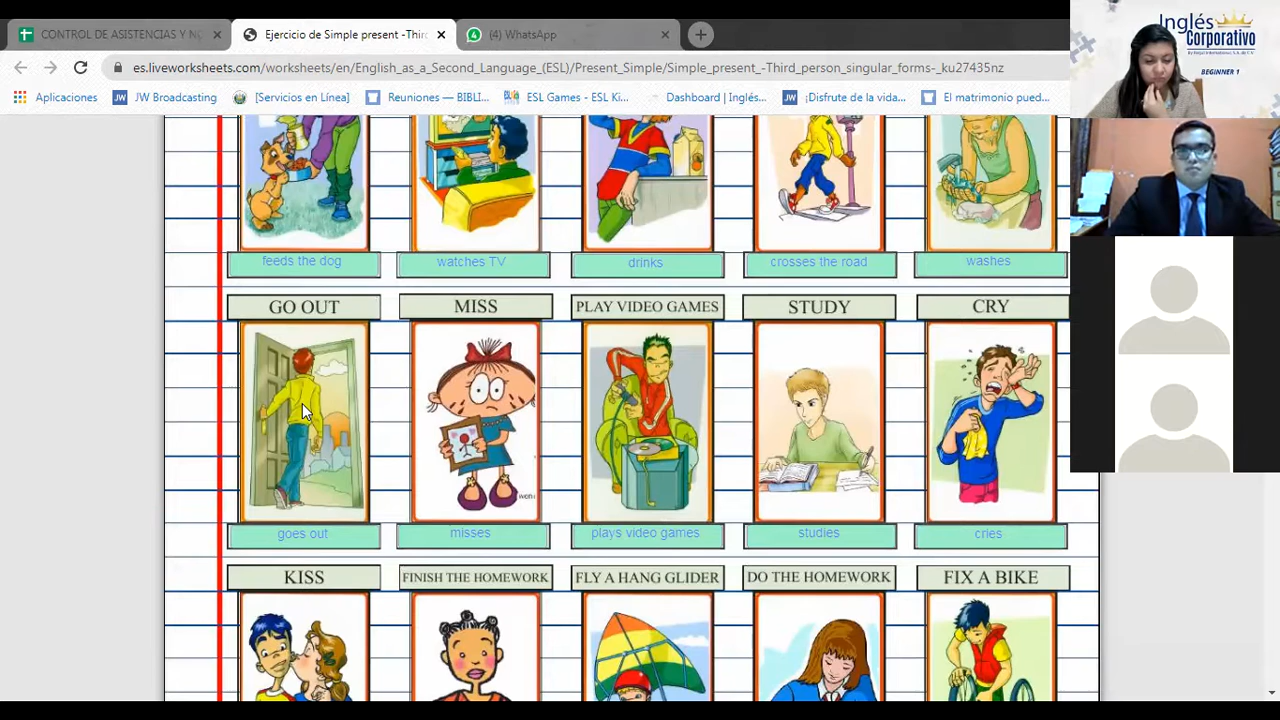 CONTROL DE ASISTENCIAS Y N
Ejercicio de Simple present -Thir
(4) WhatsApp
es.liveworksheets.com/worksheets/en/English_as_a_Second_Language_(ESL)/Present_Simple/Simple_present_-Third_person_singular_forms-_ku27435nz
Aplicaciones
JW Broadcasting
[Servicios en Línea]
Reuniones — BIBLI...
ESL Games - ESL Ki...
Dashboard | Inglés...
¡Disfrute de la vida...
El matrimonio pued...
Inglés
Corporativo
BEGINNER 1
feeds the dog
watches TV
drinks
crosses the road
washes
GO OUT
MISS
PLAY VIDEO GAMES
STUDY
CRY
goes out
misses
plays video games
studies
cries
KISS
FINISH THE HOMEWORK
FLY A HANG GLIDER
DO THE HOMEWORK
FIX A BIKE